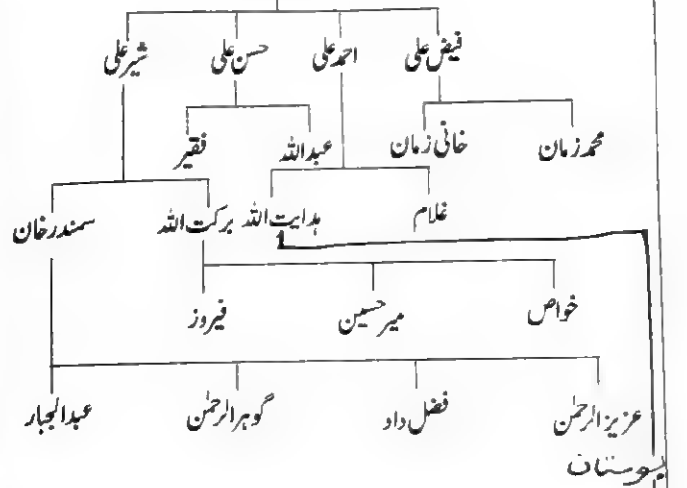 فیض علی احمد علی حسن علی شیر علی
محمد زمان خانی زمان عبداللہ فقیر
غلام ہدایت اللہ برکت اللہ سمندر خان
خواص میر حسین فیروز
عزیز الرحمٰن فضل داد گوہر الرحمٰن عبدالجبار
بوستان